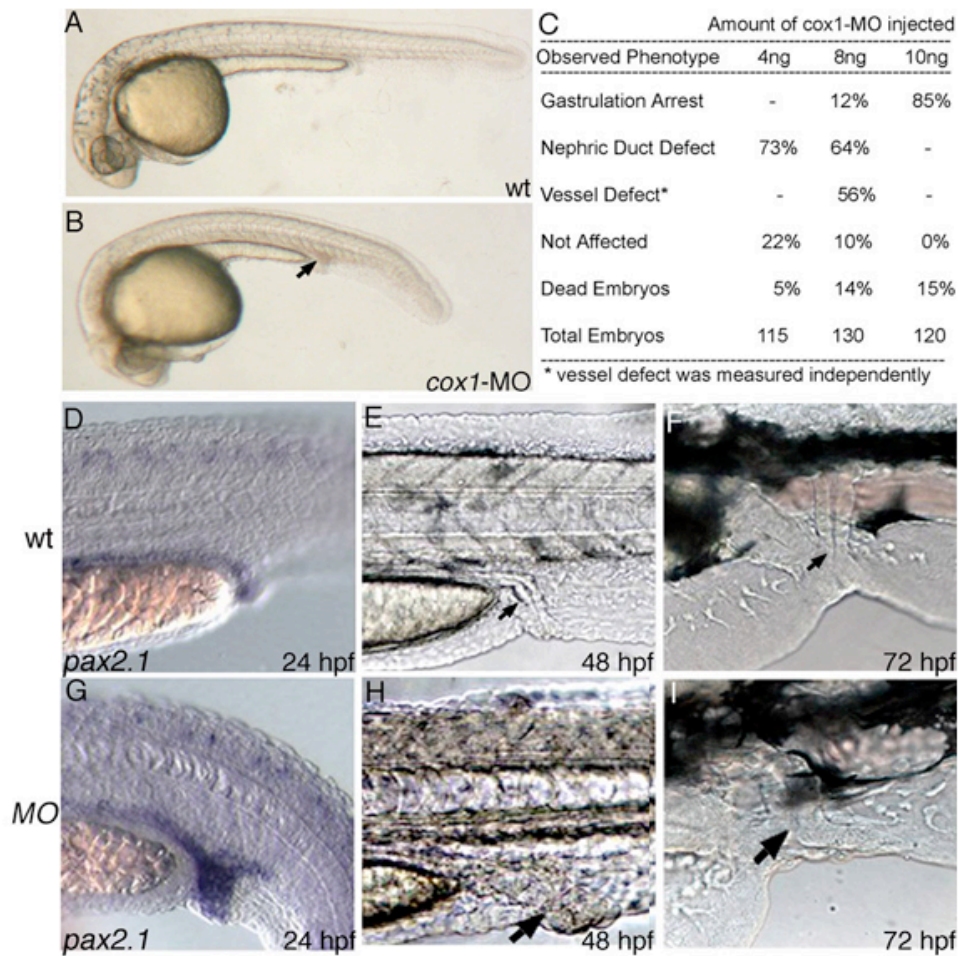 A
wt
B
cox1-MO
C
Amount of cox1-MO injected
Observed Phenotype 4ng 8ng 10ng
Gastrulation Arrest - 12% 85%
Nephric Duct Defect 73% 64% -
Vessel Defect* - 56% -
Not Affected 22% 10% 0%
Dead Embryos 5% 14% 15%
Total Embryos 115 130 120
* vessel defect was measured independently
wt
D
pax2.1 24 hpf
E
48 hpf
F
72 hpf
MO
G
pax2.1 24 hpf
H
48 hpf
I
72 hpf